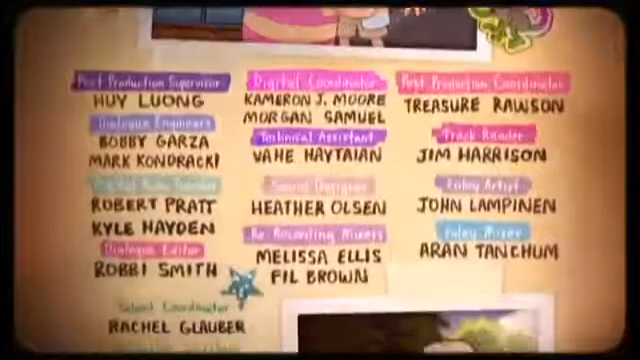 Post Production Supervisor
HUY LUONG
Dialogue Engineers
BOBBY GARZA
MARK KONDRACKI
ROBERT PRATT
KYLE HAYDEN
Dialogue Editor
ROBBI SMITH
Talent Coordinator
RACHEL GLAUBER
Digital Coordinator
KAMERON J. MOORE
MORGAN SAMUEL
Technical Assistant
VAHE HAYTAIAN
Sound Designer
HEATHER OLSEN
Re-Recording Mixers
MELISSA ELLIS
FIL BROWN
Post Production Coordinator
TREASURE RAWSON
Track Reader
JIM HARRISON
Foley Artist
JOHN LAMPINEN
Foley Mixer
ARAN TANCHUM